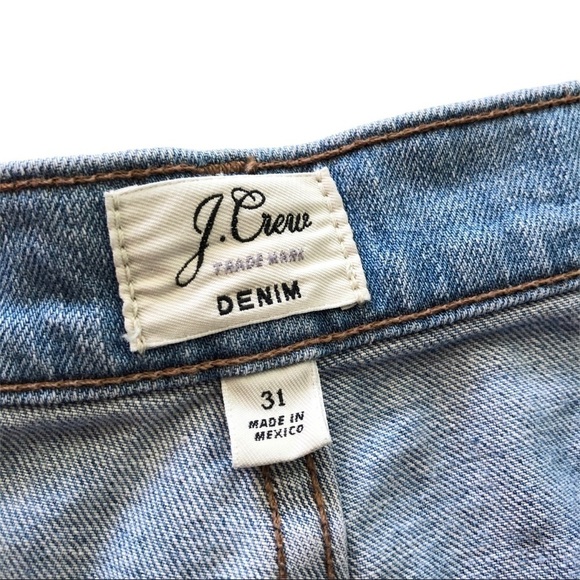 J.Crew
TRADE MARK
DENIM
31
MADE IN
MEXICO